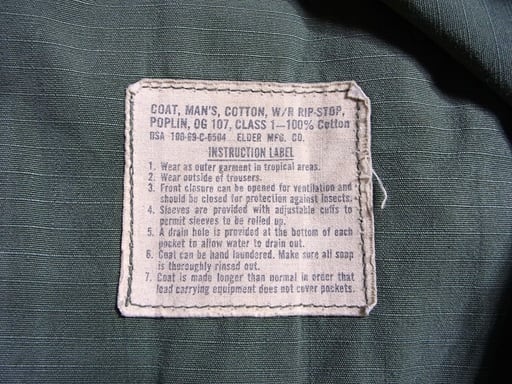 COAT, MAN'S, COTTON, W/R RIP-STOP,
POPLIN, OG 107, CLASS 1—100% Cotton
DSA 100-69-C-0504 ELDER MFG. CO.
INSTRUCTION LABEL
1. Wear as outer garment in tropical areas.
2. Wear outside of trousers.
3. Front closure can be opened for ventilation and
should be closed for protection against insects.
4. Sleeves are provided with adjustable cuffs to
permit sleeves to be rolled up.
5. A drain hole is provided at the bottom of each
pocket to allow water to drain out.
6. Coat can be hand laundered. Make sure all soap
is thoroughly rinsed out.
7. Coat is made longer than normal in order that
load carrying equipment does not cover pockets.